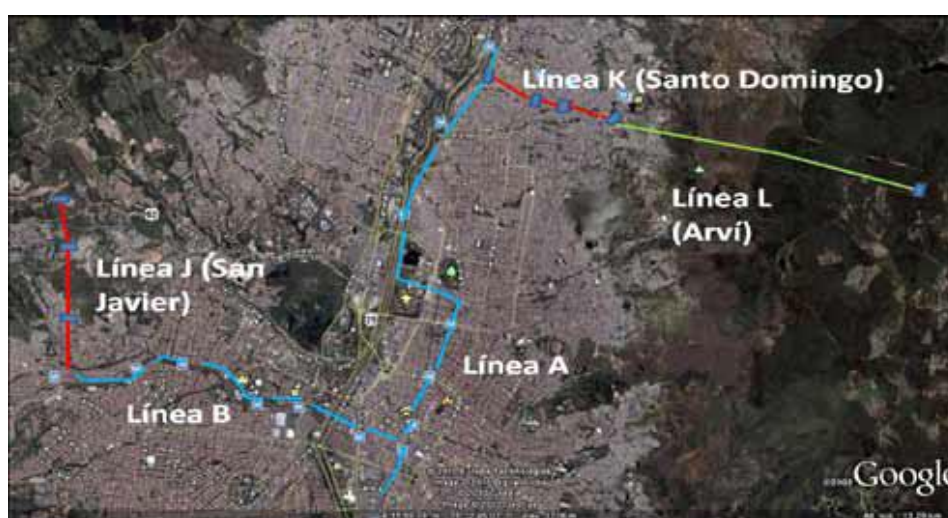 Línea K (Santo Domingo)
Línea L
(Arví)
Línea J (San
Javier)
Línea A
Línea B
Google